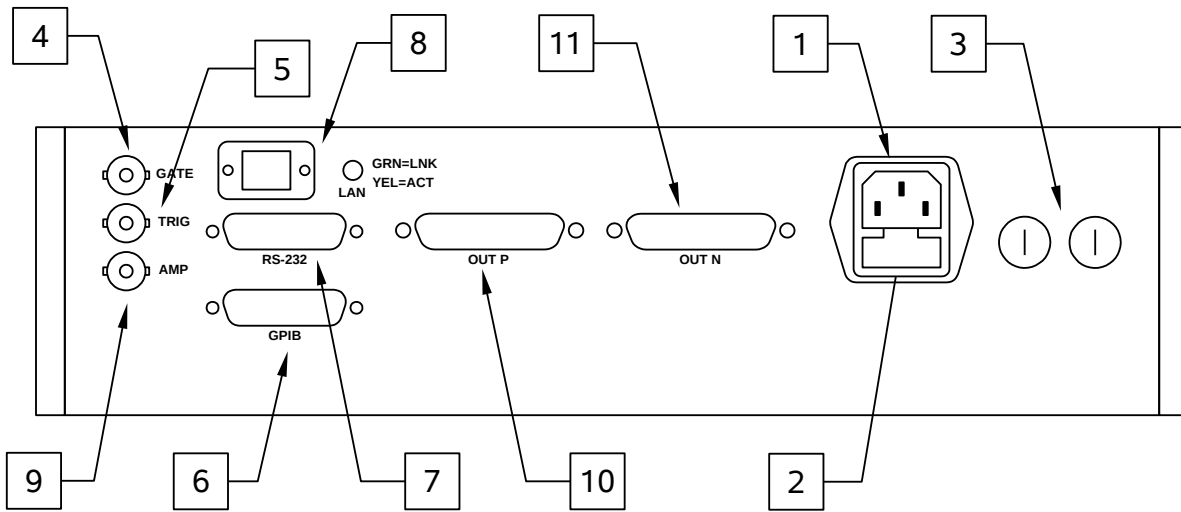 4
5
8
11
1
3
GATE
TRIG
AMP
GRN=LNK
YEL=ACT
LAN
RS-232
GPIB
OUT P
OUT N
9
6
7
10
2